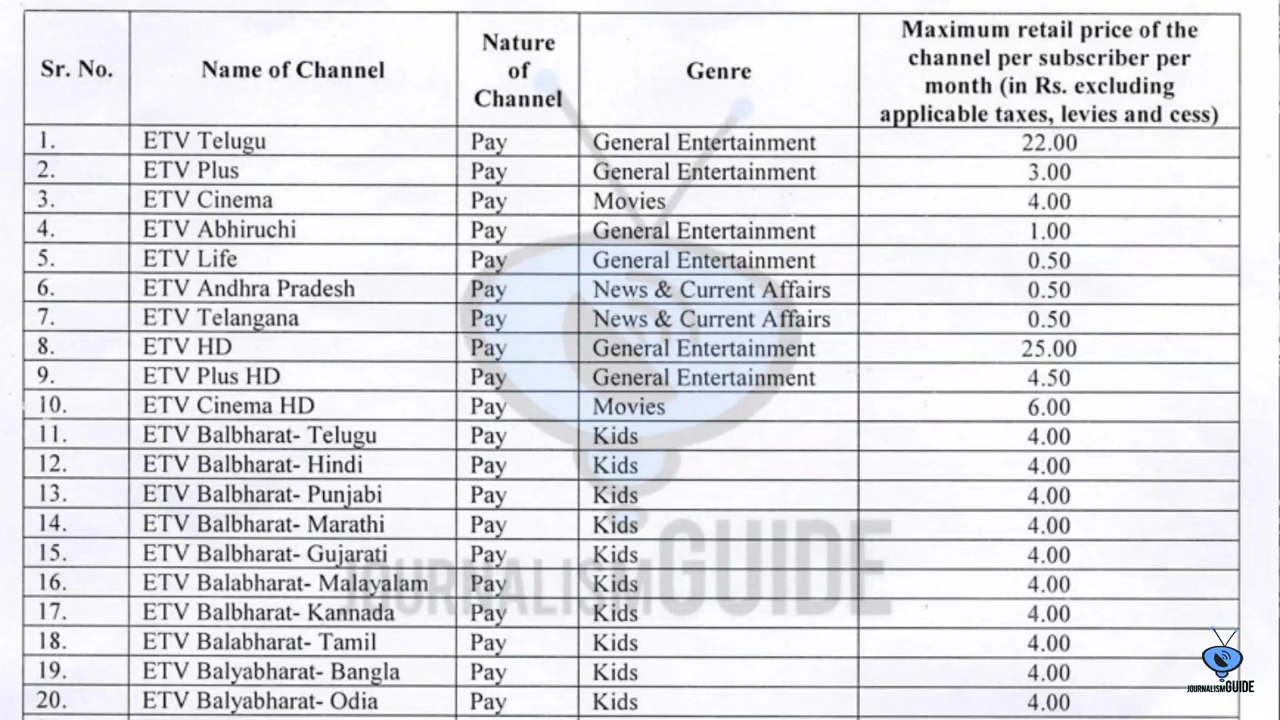 Sr. No. Name of Channel Nature of Channel Genre Maximum retail price of the channel per subscriber per month (in Rs. excluding applicable taxes, levies and cess)
1. ETV Telugu Pay General Entertainment 22.00
2. ETV Plus Pay General Entertainment 3.00
3. ETV Cinema Pay Movies 4.00
4. ETV Abhiruchi Pay General Entertainment 1.00
5. ETV Life Pay General Entertainment 0.50
6. ETV Andhra Pradesh Pay News & Current Affairs 0.50
7. ETV Telangana Pay News & Current Affairs 0.50
8. ETV HD Pay General Entertainment 25.00
9. ETV Plus HD Pay General Entertainment 4.50
10. ETV Cinema HD Pay Movies 6.00
11. ETV Balbharat- Telugu Pay Kids 4.00
12. ETV Balbharat- Hindi Pay Kids 4.00
13. ETV Balbharat- Punjabi Pay Kids 4.00
14. ETV Balbharat- Marathi Pay Kids 4.00
15. ETV Balbharat- Gujarati Pay Kids 4.00
16. ETV Balabharat- Malayalam Pay Kids 4.00
17. ETV Balbharat- Kannada Pay Kids 4.00
18. ETV Balabharat- Tamil Pay Kids 4.00
19. ETV Balyabharat- Bangla Pay Kids 4.00
20. ETV Balyabharat- Odia Pay Kids 4.00
JOURNALISMGUIDE
JOURNALISMGUIDE